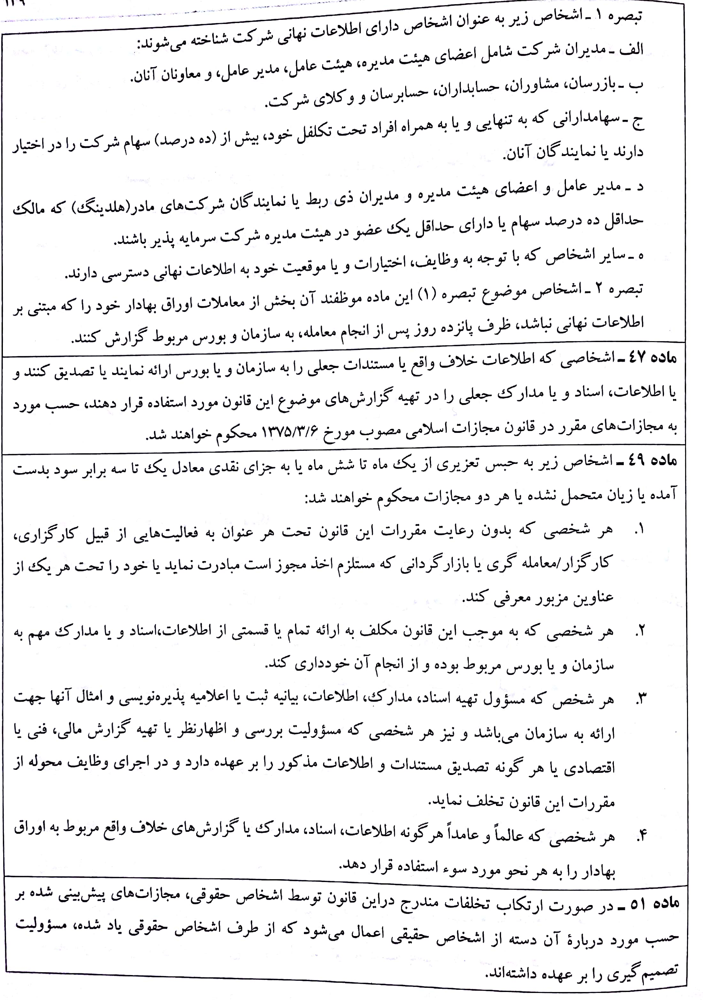 تبصره ۱ ـ اشخاص زیر به عنوان اشخاص دارای اطلاعات نهانی شرکت شناخته می‌شوند:
الف ـ مدیران شرکت شامل اعضای هیئت مدیره، هیئت عامل، مدیر عامل، و معاونان آنان.
ب ـ بازرسان، مشاوران، حسابداران، حسابرسان و وکلای شرکت.
ج ـ سهامدارانی که به تنهایی و یا به همراه افراد تحت تکلفل خود، بیش از (ده درصد) سهام شرکت را در اختیار
دارند یا نمایندگان آنان.
د ـ مدیر عامل و اعضای هیئت مدیره و مدیران ذی ربط یا نمایندگان شرکت‌های مادر(هلدینگ) که مالک
حداقل ده درصد سهام یا دارای حداقل یک عضو در هیئت مدیره شرکت سرمایه پذیر باشند.
ه ـ سایر اشخاص که با توجه به وظایف، اختیارات و یا موقعیت خود به اطلاعات نهانی دسترسی دارند.
تبصره ۲ ـ اشخاص موضوع تبصره (۱) این ماده موظفند آن بخش از معاملات اوراق بهادار خود را که مبتنی بر
اطلاعات نهانی نباشد، ظرف پانزده روز پس از انجام معامله، به سازمان و بورس مربوط گزارش کنند.
ماده ٤٧ ـ اشخاصی که اطلاعات خلاف واقع یا مستندات جعلی را به سازمان و یا بورس ارائه نمایند یا تصدیق کنند و
یا اطلاعات، اسناد و یا مدارک جعلی را در تهیه گزارش‌های موضوع این قانون مورد استفاده قرار دهند، حسب مورد
به مجازات‌های مقرر در قانون مجازات اسلامی مصوب مورخ ۱۳۷۵/۳/۶ محکوم خواهند شد.
ماده ٤٩ ـ اشخاص زیر به حبس تعزیری از یک ماه تا شش ماه یا به جزای نقدی معادل یک تا سه برابر سود بدست
آمده یا زیان متحمل نشده یا هر دو مجازات محکوم خواهند شد:
۱. هر شخصی که بدون رعایت مقررات این قانون تحت هر عنوان به فعالیت‌هایی از قبیل کارگزاری،
کارگزار/معامله گری یا بازارگردانی که مستلزم اخذ مجوز است مبادرت نماید یا خود را تحت هر یک از
عناوین مزبور معرفی کند.
۲. هر شخصی که به موجب این قانون مکلف به ارائه تمام یا قسمتی از اطلاعات،اسناد و یا مدارک مهم به
سازمان و یا بورس مربوط بوده و از انجام آن خودداری کند.
۳. هر شخص که مسؤول تهیه اسناد، مدارک، اطلاعات، بیانیه ثبت یا اعلامیه پذیره‌نویسی و امثال آنها جهت
ارائه به سازمان می‌باشد و نیز هر شخصی که مسؤولیت بررسی و اظهارنظر یا تهیه گزارش مالی، فنی یا
اقتصادی یا هر گونه تصدیق مستندات و اطلاعات مذکور را بر عهده دارد و در اجرای وظایف محوله از
مقررات این قانون تخلف نماید.
۴. هر شخصی که عالماً و عامداً هرگونه اطلاعات، اسناد، مدارک یا گزارش‌های خلاف واقع مربوط به اوراق
بهادار را به هر نحو مورد سوء استفاده قرار دهد.
ماده ٥١ ـ در صورت ارتکاب تخلفات مندرج دراین قانون توسط اشخاص حقوقی، مجازات‌های پیش‌بینی شده بر
حسب مورد دربارهٔ آن دسته از اشخاص حقیقی اعمال می‌شود که از طرف اشخاص حقوقی یاد شده، مسؤولیت
تصمیم‌گیری را بر عهده داشته‌اند.